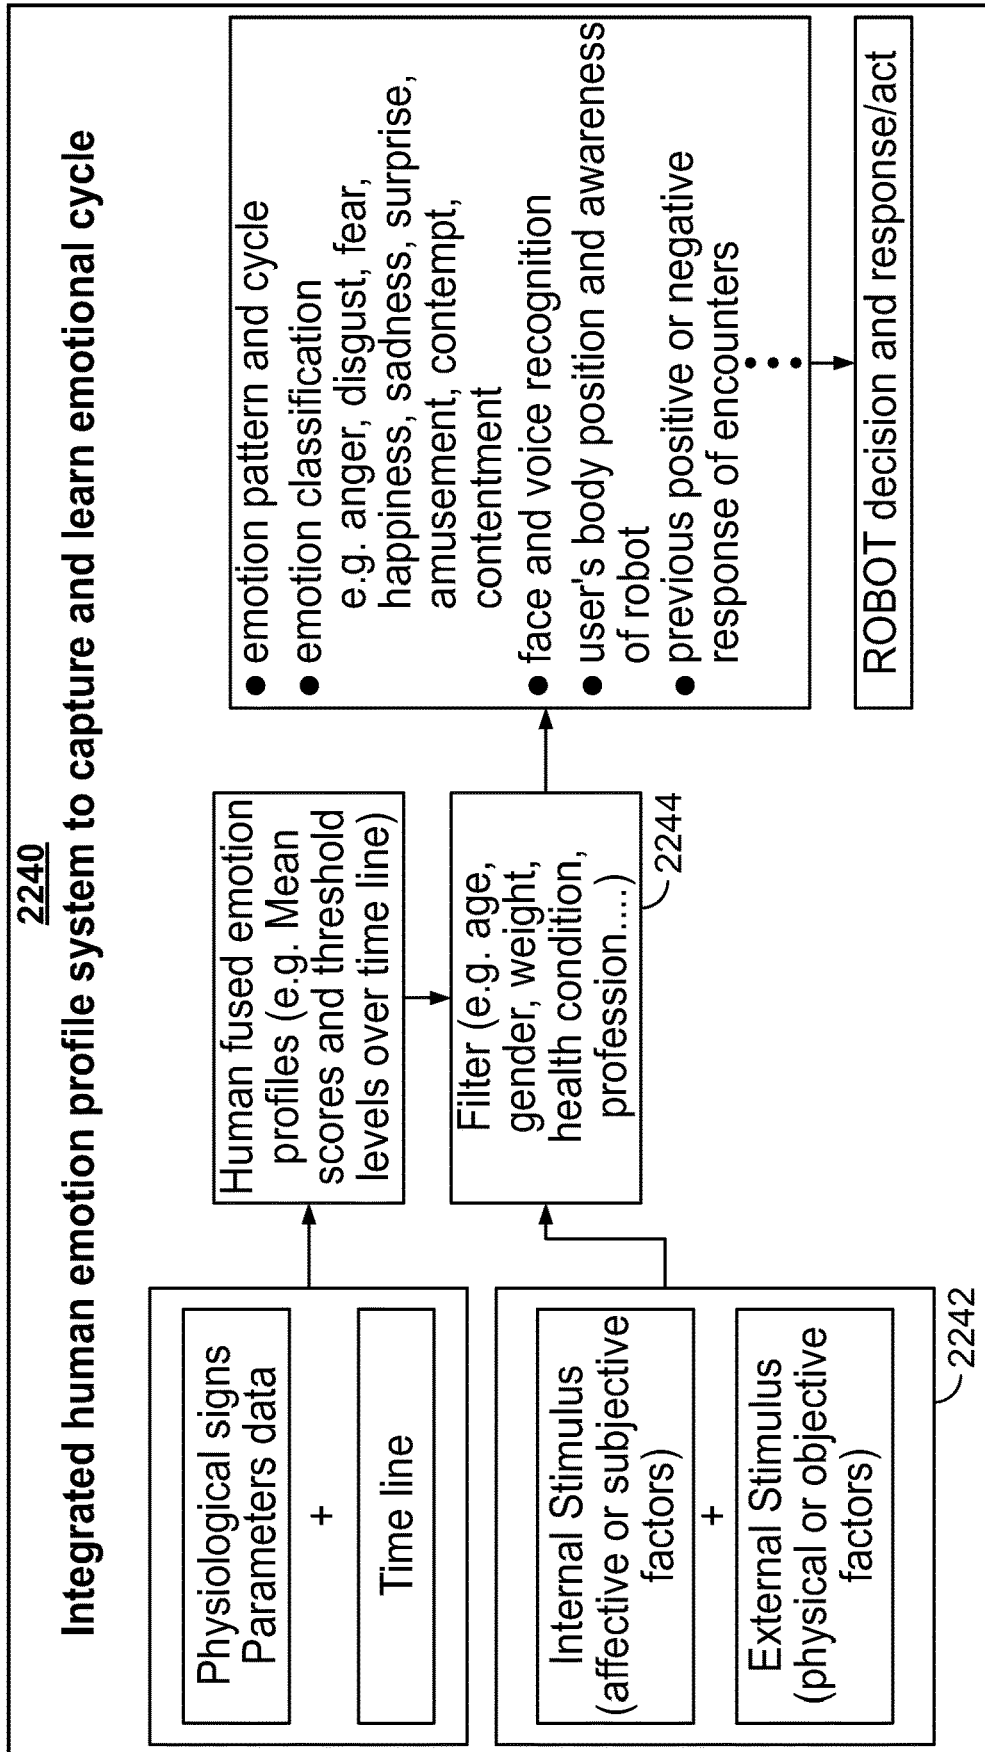 2240
Integrated human emotion profile system to capture and learn emotional cycle
Physiological signs
Parameters data
+
Time line
Internal Stimulus
(affective or subjective
factors)
+
External Stimulus
(physical or objective
factors)
2242
Human fused emotion
profiles (e.g. Mean
scores and threshold
levels over time line)
Filter (e.g. age,
gender, weight,
health condition,
profession....)
2244
● emotion pattern and cycle
● emotion classification
e.g. anger, disgust, fear,
happiness, sadness, surprise,
amusement, contempt,
contentment
● face and voice recognition
● user's body position and awareness
of robot
● previous positive or negative
response of encounters
● ● ●
ROBOT decision and response/act